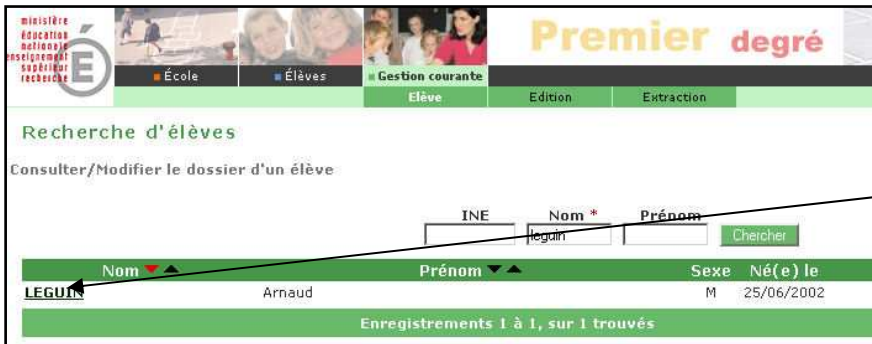 ministère
éducation
nationale
enseignement
supérieur
recherche
É
Premier degré
École
Élèves
Gestion courante
Elève
Edition
Extraction
Recherche d'élèves
Consulter/Modifier le dossier d'un élève
INE Nom * Prénom
leguin
Chercher
Nom Prénom Sexe Né(e) le
LEGUIN Arnaud M 25/06/2002
Enregistrements 1 à 1, sur 1 trouvés